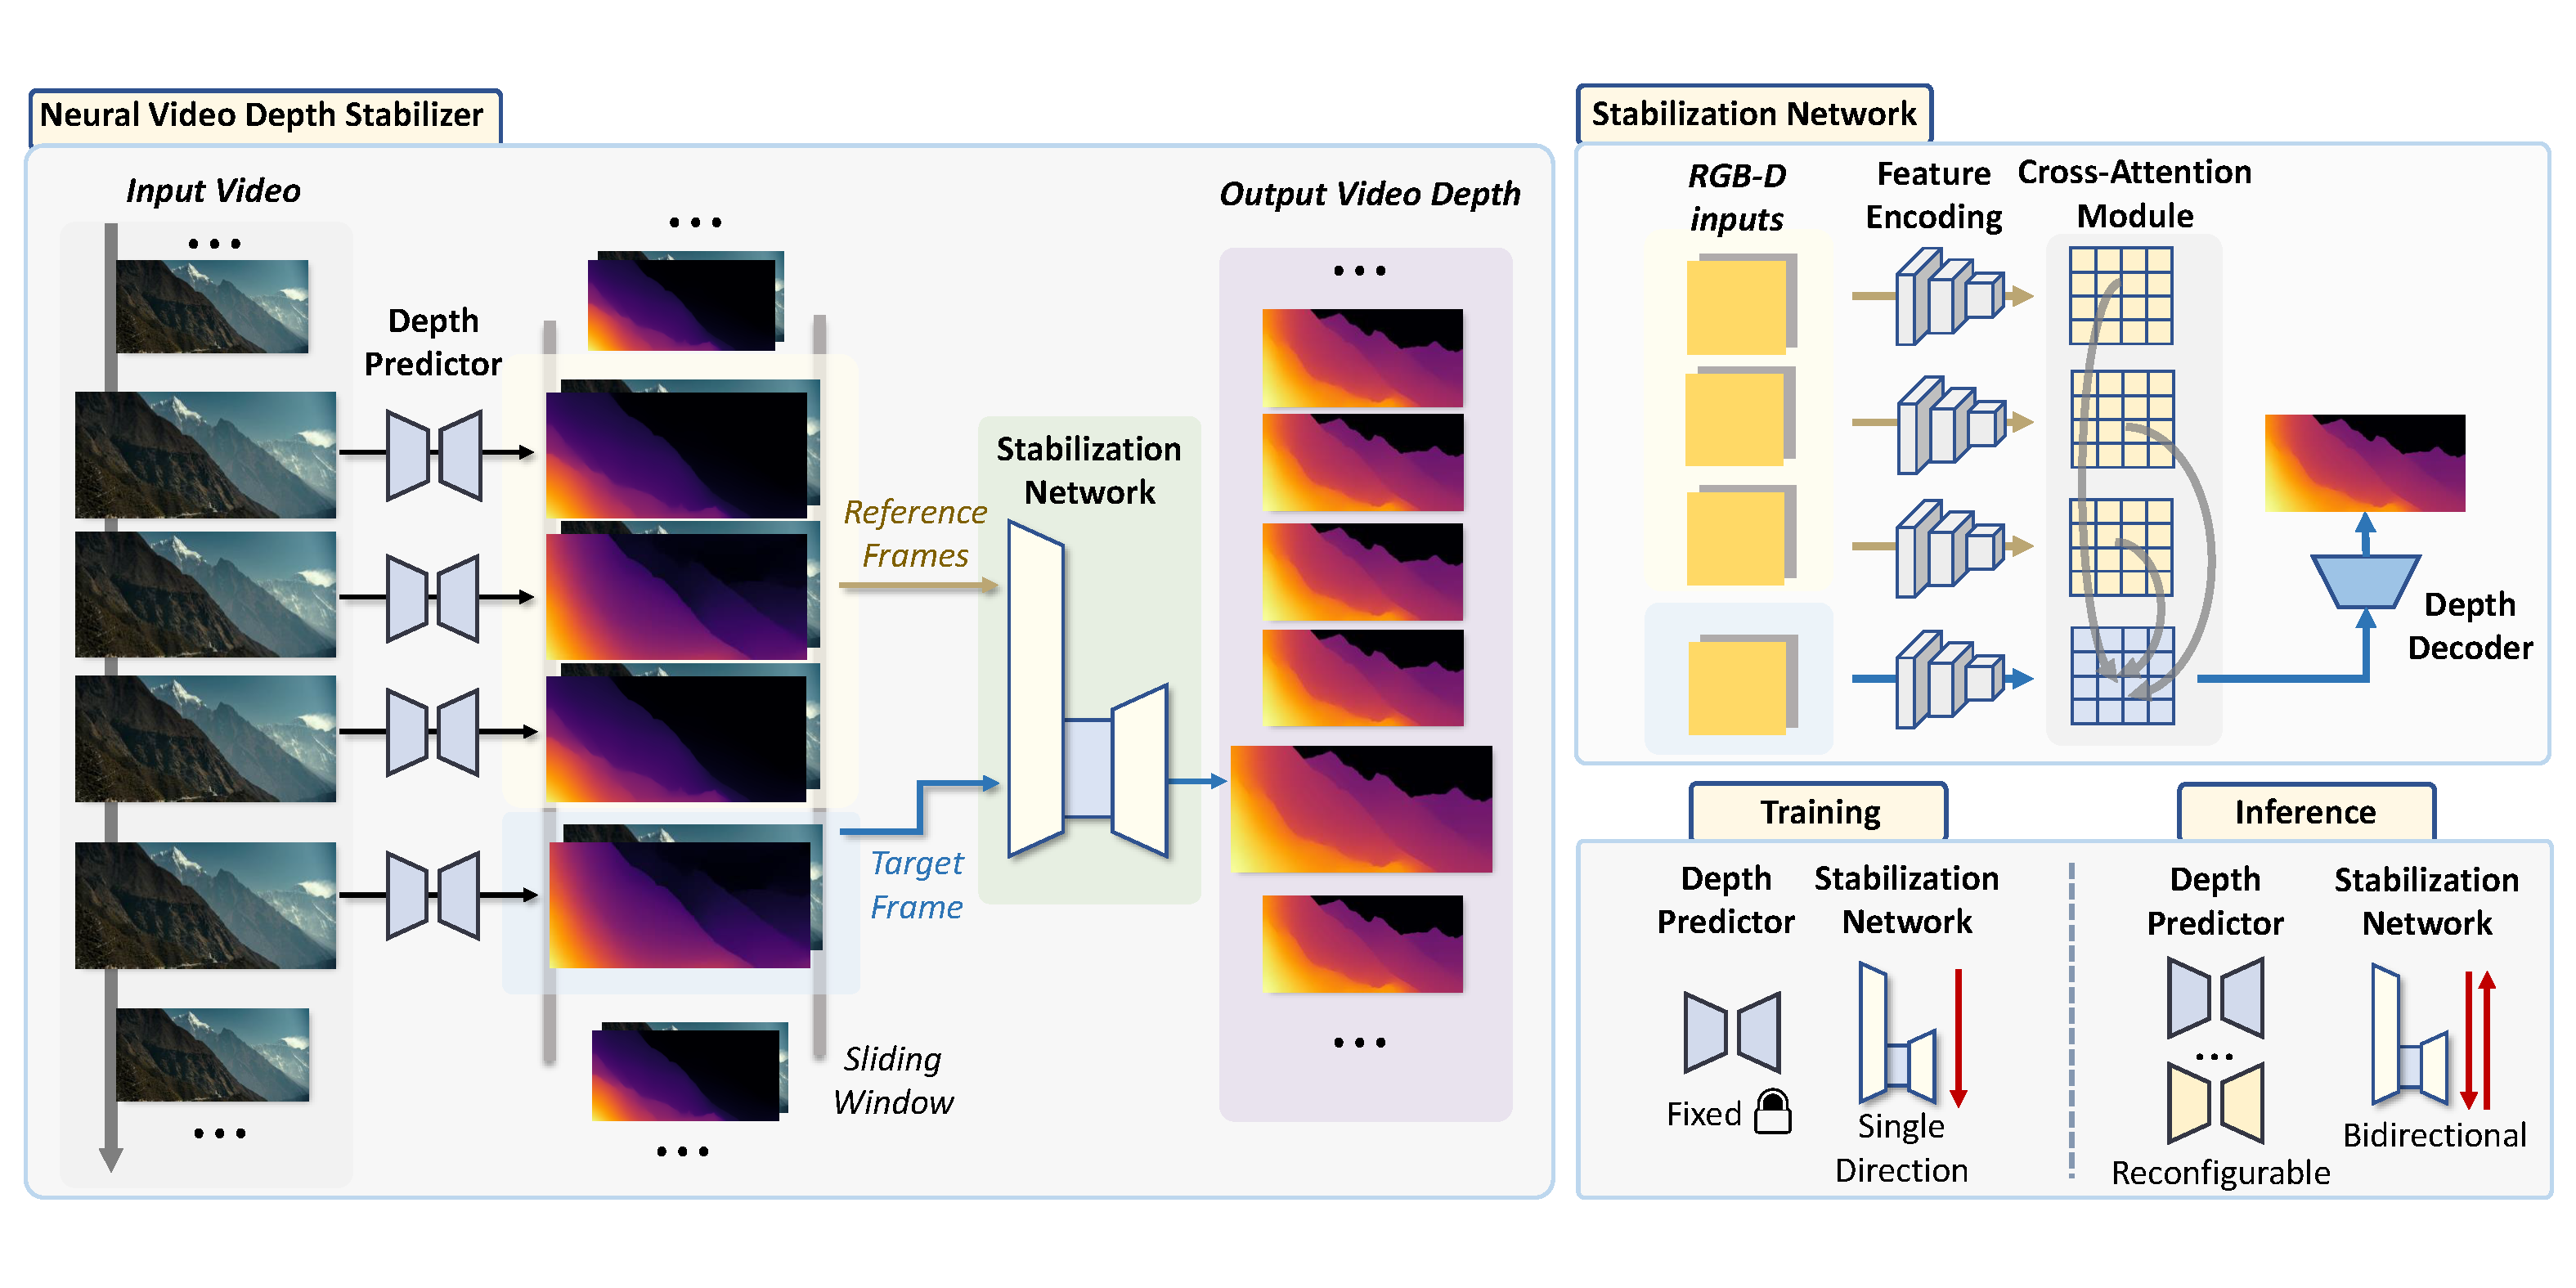 Neural Video Depth Stabilizer
Input Video
...
Depth
Predictor
...
Reference
Frames
Target
Frame
Sliding
Window
...
...
Stabilization
Network
Output Video Depth
...
...
Stabilization Network
RGB-D
inputs
Feature
Encoding
Cross-Attention
Module
Depth
Decoder
Training
Depth
Predictor
Stabilization
Network
Fixed
Single
Direction
Inference
Depth
Predictor
Stabilization
Network
...
Reconfigurable
Bidirectional